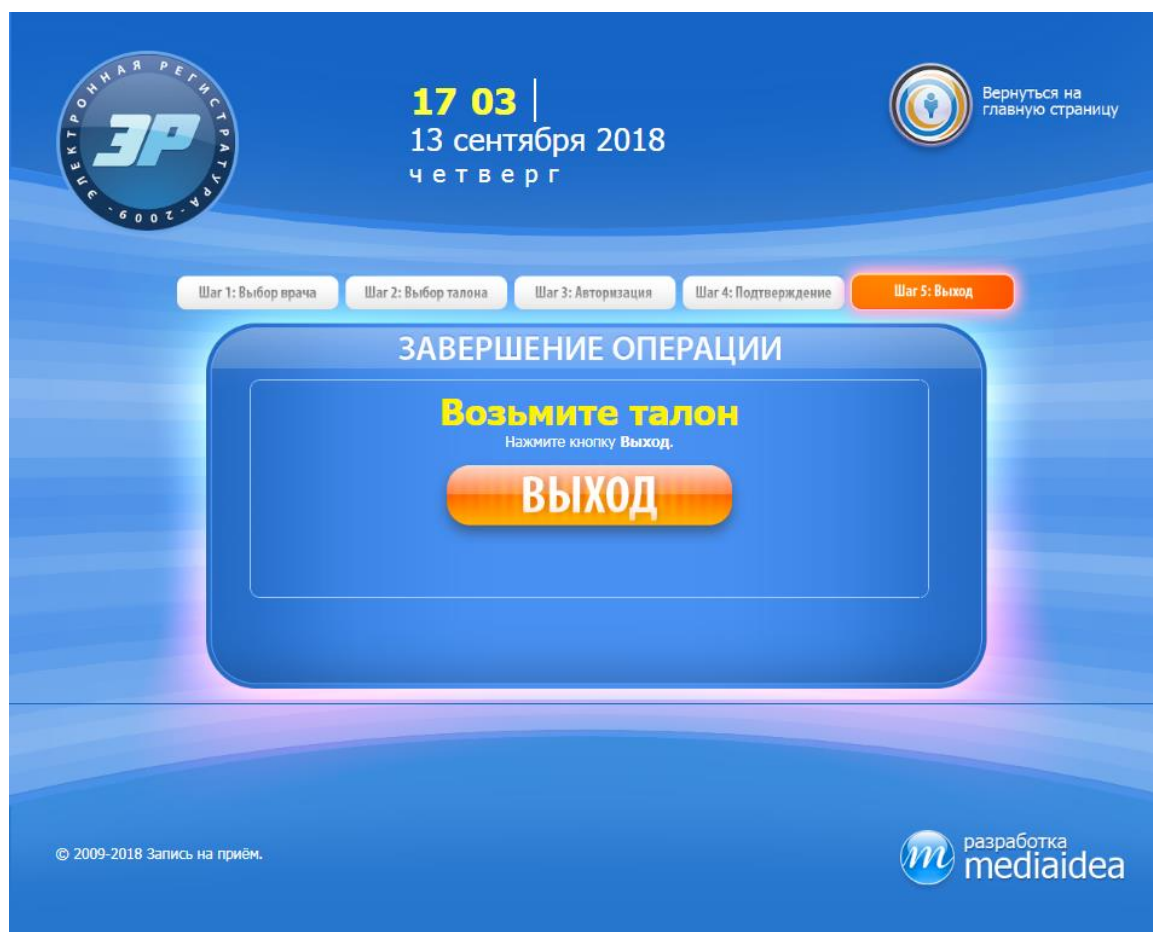 ЭЛЕКТРОННАЯ РЕГИСТРАТУРА-2009-
ЭР
17 03
13 сентября 2018
четверг
Вернуться на
главную страницу
Шаг 1: Выбор врача
Шаг 2: Выбор талона
Шаг 3: Авторизация
Шаг 4: Подтверждение
Шаг 5: Выход
ЗАВЕРШЕНИЕ ОПЕРАЦИИ
Возьмите талон
Нажмите кнопку Выход.
ВЫХОД
© 2009-2018 Запись на приём.
m
разработка
mediaidea